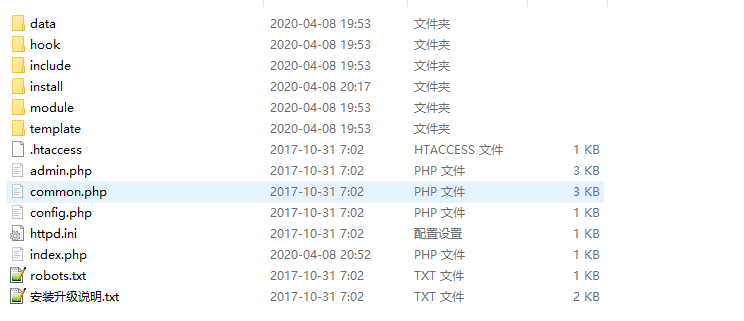 data 2020-04-08 19:53 文件夹
hook 2020-04-08 19:53 文件夹
include 2020-04-08 19:53 文件夹
install 2020-04-08 20:17 文件夹
module 2020-04-08 19:53 文件夹
template 2020-04-08 19:53 文件夹
.htaccess 2017-10-31 7:02 HTACCESS 文件 1 KB
admin.php 2017-10-31 7:02 PHP 文件 3 KB
common.php 2017-10-31 7:02 PHP 文件 3 KB
config.php 2017-10-31 7:02 PHP 文件 1 KB
httpd.ini 2017-10-31 7:02 配置设置 1 KB
index.php 2020-04-08 20:52 PHP 文件 1 KB
robots.txt 2017-10-31 7:02 TXT 文件 1 KB
安装升级说明.txt 2017-10-31 7:02 TXT 文件 2 KB